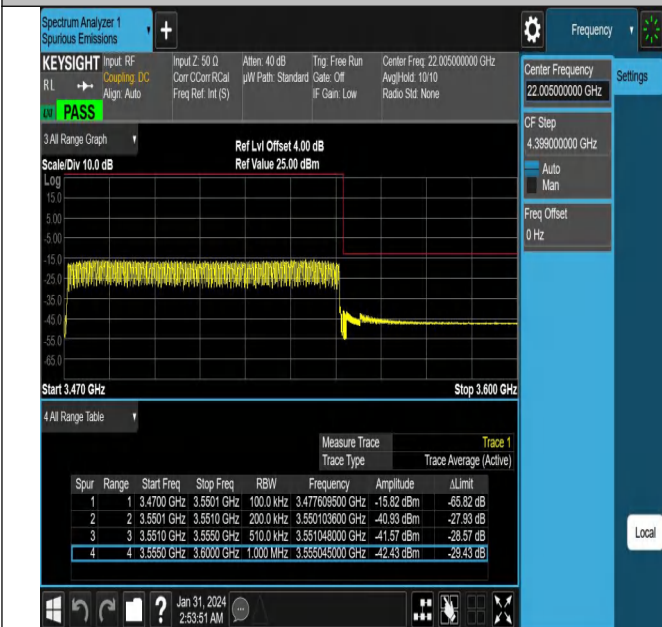 Spectrum Analyzer 1
Spurious Emissions
+
Frequency
KEYSIGHT Input: RF Input Z: 50 Ω Atten: 40 dB Trig: Free Run Center Freq: 22.005000000 GHz
RL Coupling: DC Corr CCorr RCal µW Path: Standard Gate: Off Avg|Hold: 10/10
Align: Auto Freq Ref: Int (S) IF Gain: Low Radio Std: None
PASS
3 All Range Graph
Ref Lvl Offset 4.00 dB
Scale/Div 10.0 dB Ref Value 25.00 dBm
Log
15.0
5.00
-5.00
-15.0
-25.0
-35.0
-45.0
-55.0
-65.0
Start 3.470 GHz Stop 3.600 GHz
4 All Range Table
Measure Trace Trace 1
Trace Type Trace Average (Active)
Spur Range Start Freq Stop Freq RBW Frequency Amplitude ΔLimit
1 1 3.4700 GHz 3.5501 GHz 100.0 kHz 3.477609500 GHz -15.82 dBm -65.82 dB
2 2 3.5501 GHz 3.5510 GHz 200.0 kHz 3.550103600 GHz -40.93 dBm -27.93 dB
3 3 3.5510 GHz 3.5550 GHz 510.0 kHz 3.551048000 GHz -41.57 dBm -28.57 dB
4 4 3.5550 GHz 3.6000 GHz 1.000 MHz 3.555045000 GHz -42.43 dBm -29.43 dB
Center Frequency
22.005000000 GHz
Settings
CF Step
4.399000000 GHz
Auto
Man
Freq Offset
0 Hz
Local
?
Jan 31, 2024
2:53:51 AM